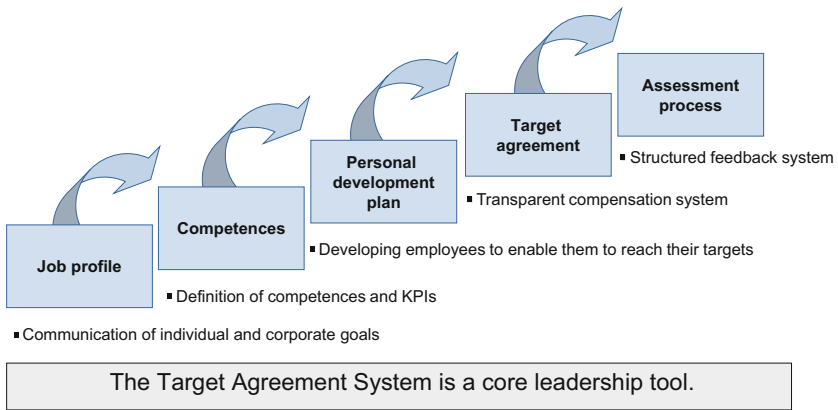 Job profile
▪ Communication of individual and corporate goals
Competences
▪ Definition of competences and KPIs
Personal
development
plan
▪ Developing employees to enable them to reach their targets
Target
agreement
▪ Transparent compensation system
Assessment
process
▪ Structured feedback system
The Target Agreement System is a core leadership tool.